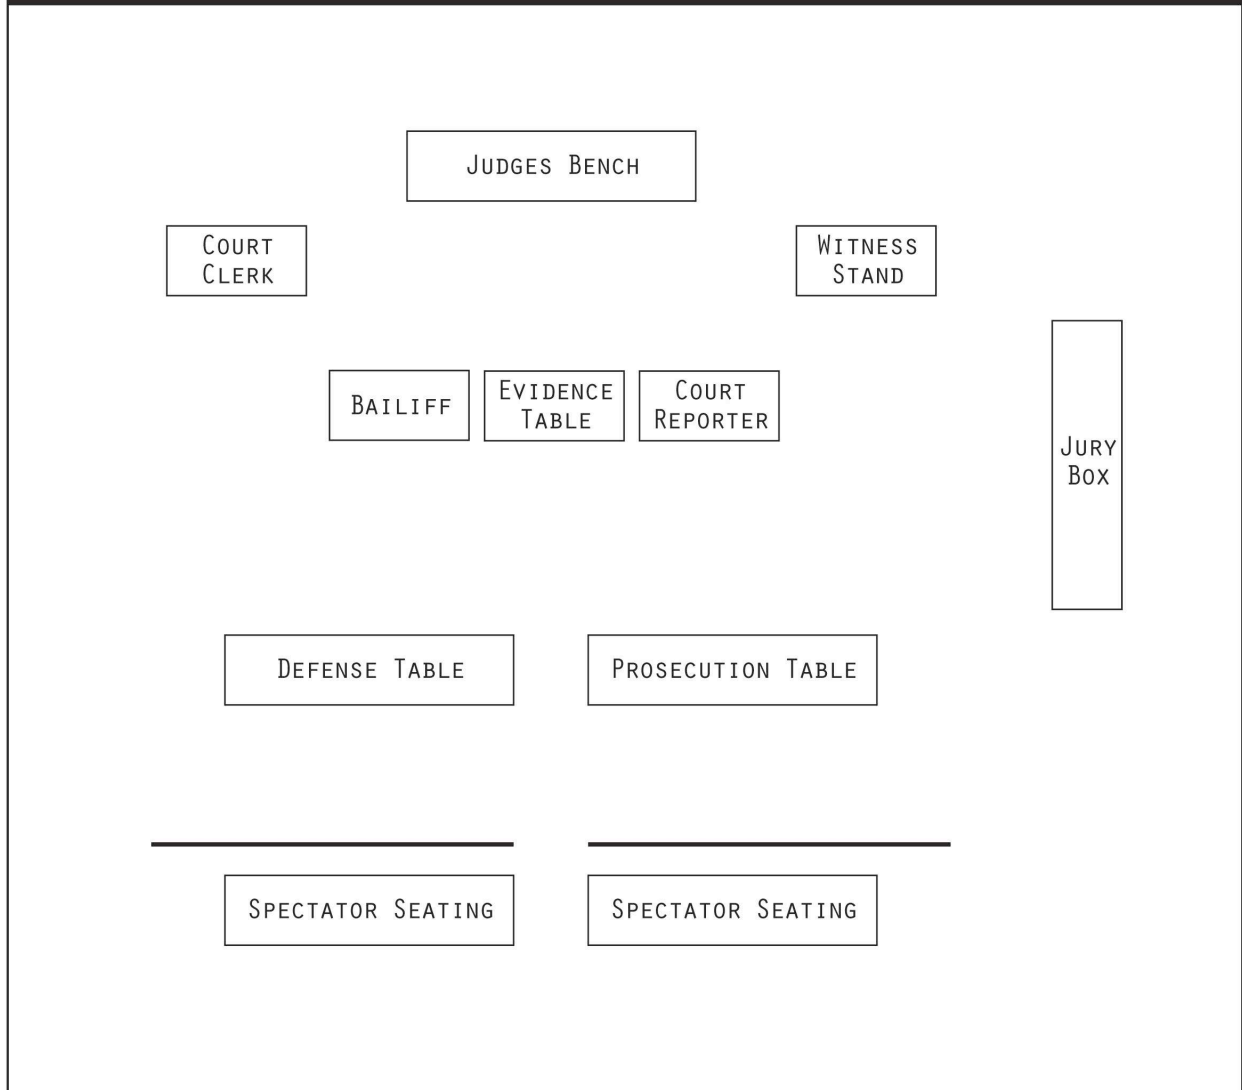 Judges Bench
Court
Clerk
Witness
Stand
Bailiff
Evidence
Table
Court
Reporter
Jury
Box
Defense Table
Prosecution Table
Spectator Seating
Spectator Seating